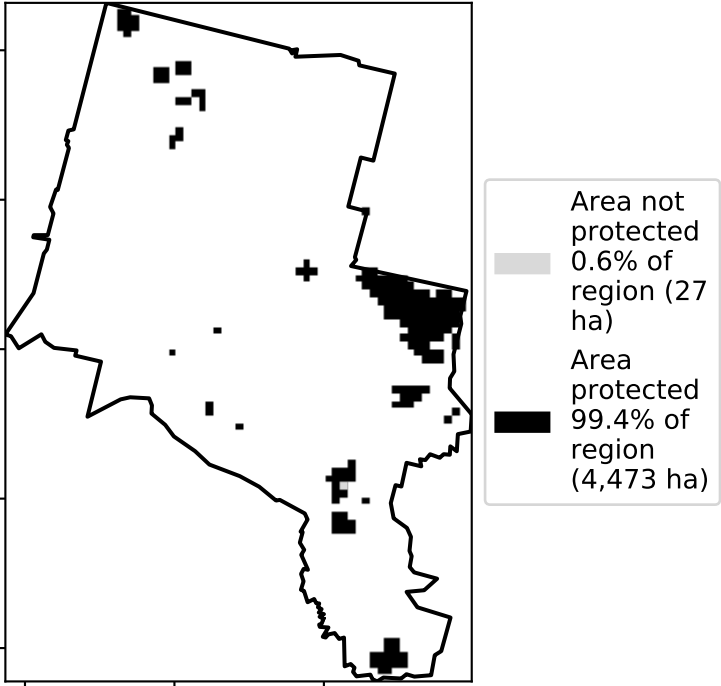 Area not
protected
0.6% of
region (27
ha)
Area
protected
99.4% of
region
(4,473 ha)